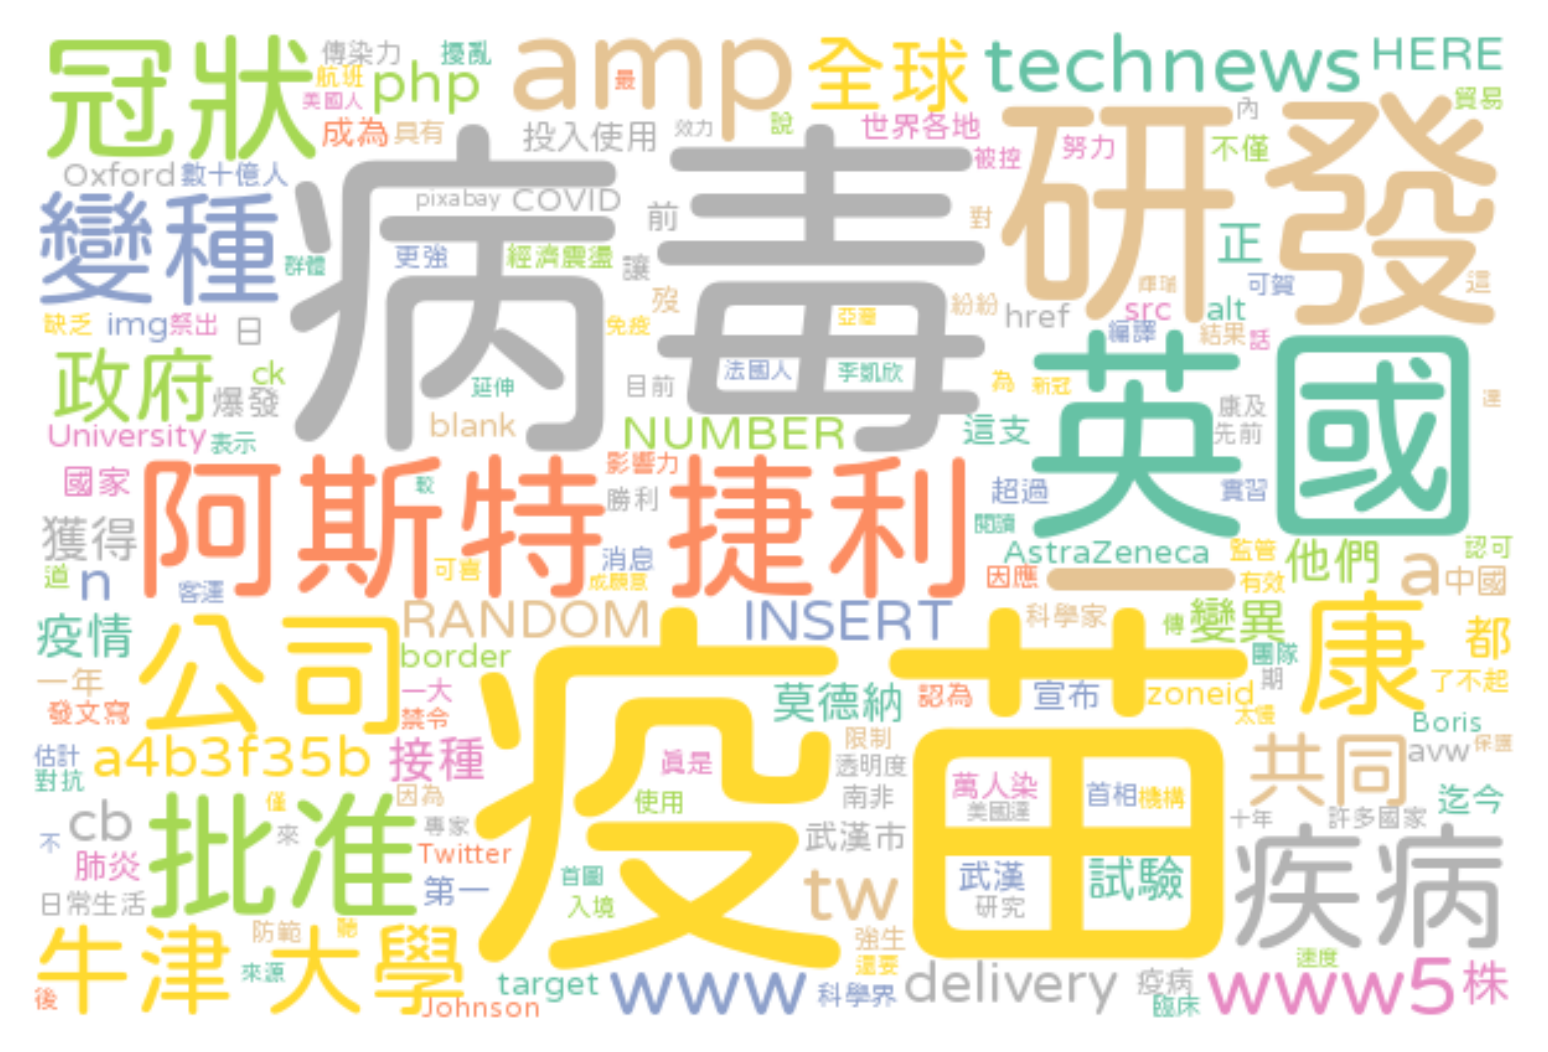 冠狀
傳染力
擾亂
amp
全球
technews
HERE
航班
php
最
美國人
貿易
成為
具有
投入使用
效力
說
世界各地
研發
內
努力
不僅
Oxford
數十億人
病毒
被控
變種
pixabay
COVID
前
對
正
群體
更強
經濟震盪
讓
歿
紛紛
輝瑞
可賀
這
缺乏
img
祭出
日
免疫
亞洲
href
src
alt
編譯
結果
話
政府
ck
爆發
延伸
目前
法國人
李凱欣
為
新冠
英國
康及
先前
達
University
表示
blank
NUMBER
這支
國家
阿斯特捷利
較
影響力
勝利
超過
實習
閱讀
獲得
道
n
客運
可喜
消息
成願意
AstraZeneca
因應
一
監管
有效
他們
a
中國
認可
疫情
公司
RANDOM
INSERT
科學家
傳
變異
康
都
一年
border
疫苗
團隊
期
了不起
發文寫
一大
禁令
莫德納
認為
宣布
zoneid
太慢
Boris
估計
對抗
a4b3f35b
接種
因為
真是
限制
透明度
共同
avw
保護
使用
南非
萬人染
美國達
首相
機構
迄今
cb
批准
僅
來
專家
武漢市
十年
許多國家
不
肺炎
Twitter
疾病
日常生活
第一
首圖
入境
tw
武漢
研究
試驗
牛津大學
防範
聽
來源
強生
還要
速度
後
Johnson
target
www
科學界
delivery
疫病
臨床
www5
株